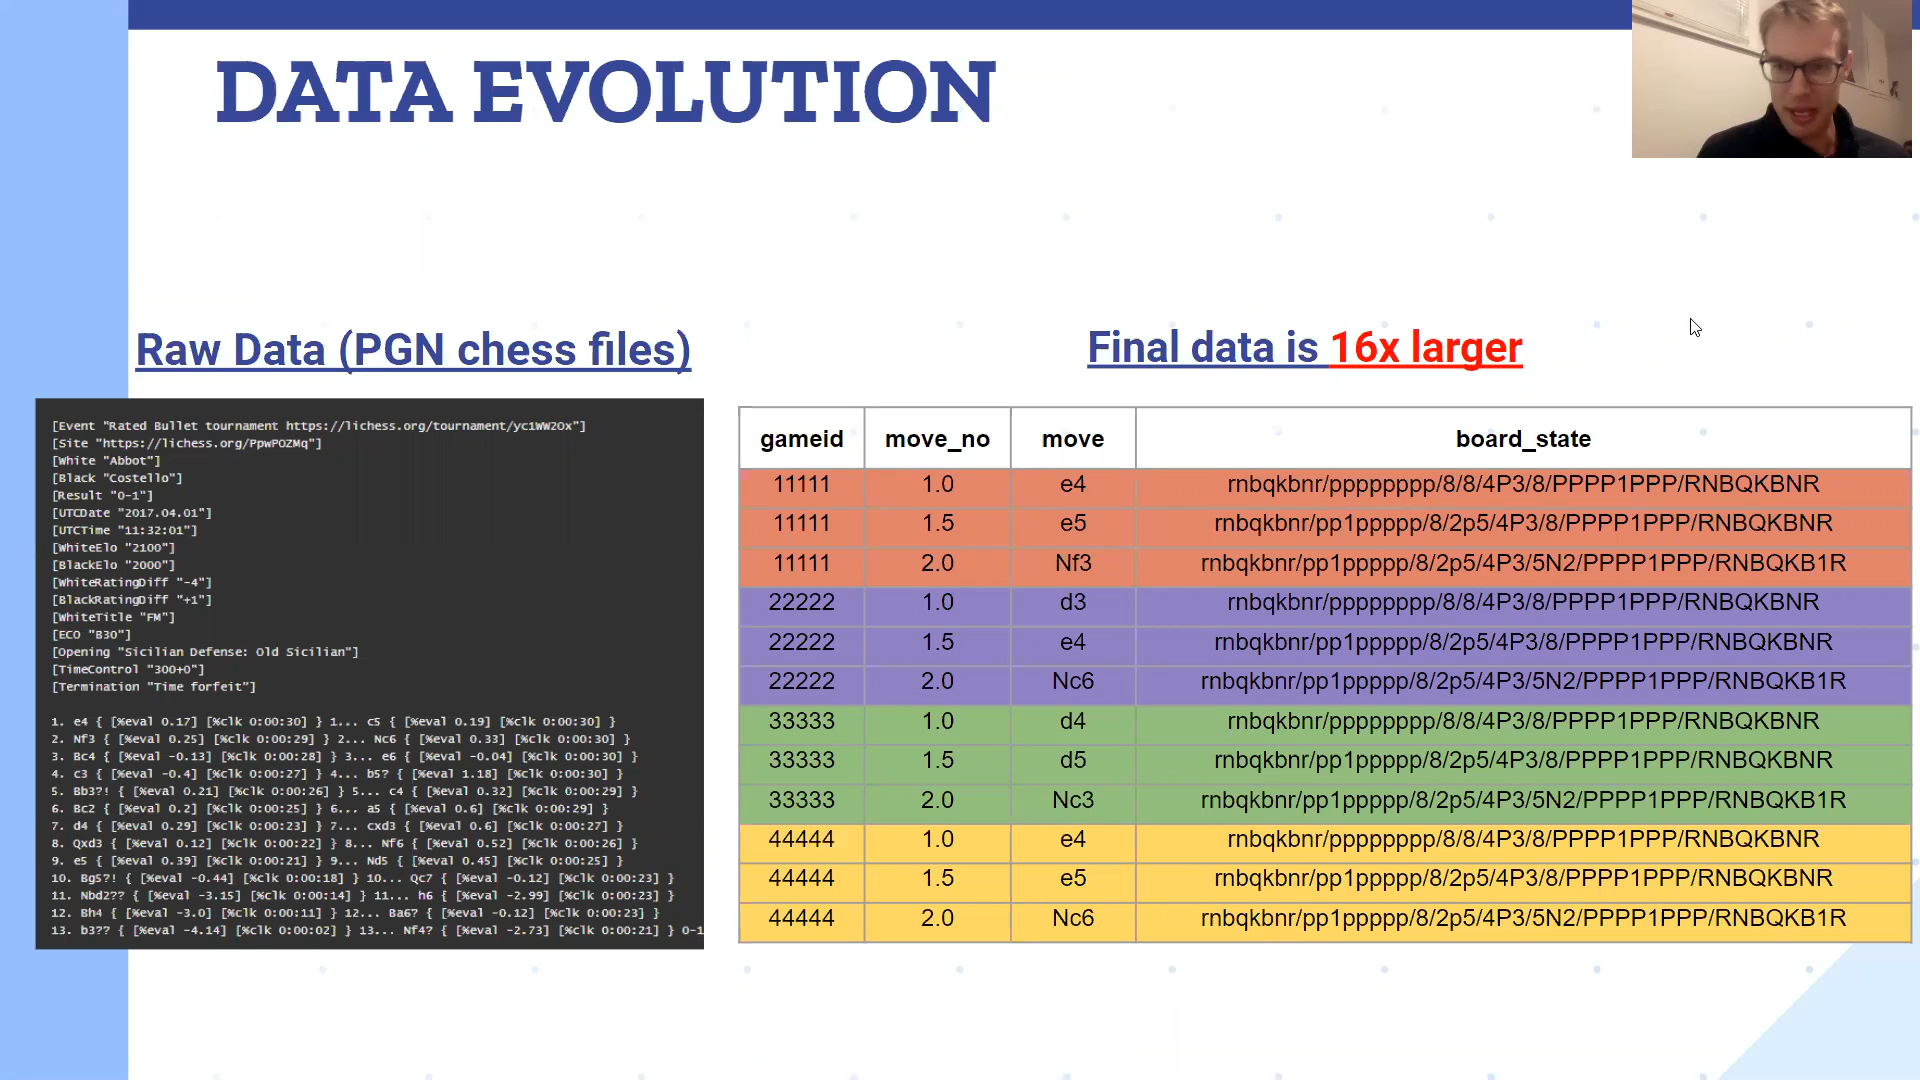 DATA EVOLUTION
Raw Data (PGN chess files)
[Event "Rated Bullet tournament https://lichess.org/tournament/yc1WW2Ox"]
[Site "https://lichess.org/PpwPOZMq"]
[White "Abbot"]
[Black "Costello"]
[Result "0-1"]
[UTCDate "2017.04.01"]
[UTCTime "11:32:01"]
[WhiteElo "2100"]
[BlackElo "2000"]
[WhiteRatingDiff "-4"]
[BlackRatingDiff "+1"]
[WhiteTitle "FM"]
[ECO "B30"]
[Opening "Sicilian Defense: Old Sicilian"]
[TimeControl "300+0"]
[Termination "Time forfeit"]
1. e4 { [%eval 0.17] [%clk 0:00:30] } 1... c5 { [%eval 0.19] [%clk 0:00:30] }
2. Nf3 { [%eval 0.25] [%clk 0:00:29] } 2... Nc6 { [%eval 0.33] [%clk 0:00:30] }
3. Bc4 { [%eval -0.13] [%clk 0:00:28] } 3... e6 { [%eval -0.04] [%clk 0:00:30] }
4. c3 { [%eval -0.4] [%clk 0:00:27] } 4... b5? { [%eval 1.18] [%clk 0:00:30] }
5. Bb3?! { [%eval 0.21] [%clk 0:00:26] } 5... c4 { [%eval 0.32] [%clk 0:00:29] }
6. Bc2 { [%eval 0.2] [%clk 0:00:25] } 6... a5 { [%eval 0.6] [%clk 0:00:29] }
7. d4 { [%eval 0.29] [%clk 0:00:23] } 7... cxd3 { [%eval 0.6] [%clk 0:00:27] }
8. Qxd3 { [%eval 0.12] [%clk 0:00:22] } 8... Nf6 { [%eval 0.52] [%clk 0:00:26] }
9. e5 { [%eval 0.39] [%clk 0:00:21] } 9... Nd5 { [%eval 0.45] [%clk 0:00:25] }
10. Bg5?! { [%eval -0.44] [%clk 0:00:18] } 10... Qc7 { [%eval -0.12] [%clk 0:00:23] }
11. Nbd2?? { [%eval -3.15] [%clk 0:00:14] } 11... h6 { [%eval -2.99] [%clk 0:00:23] }
12. Bh4 { [%eval -3.0] [%clk 0:00:11] } 12... Ba6? { [%eval -0.12] [%clk 0:00:23] }
13. b3?? { [%eval -4.14] [%clk 0:00:02] } 13... Nf4? { [%eval -2.73] [%clk 0:00:21] } 0-1
Final data is 16x larger
gameid move_no move board_state
11111 1.0 e4 rnbqkbnr/pppppppp/8/8/4P3/8/PPPP1PPP/RNBQKBNR
11111 1.5 e5 rnbqkbnr/pp1ppppp/8/2p5/4P3/8/PPPP1PPP/RNBQKBNR
11111 2.0 Nf3 rnbqkbnr/pp1ppppp/8/2p5/4P3/5N2/PPPP1PPP/RNBQKB1R
22222 1.0 d3 rnbqkbnr/pppppppp/8/8/4P3/8/PPPP1PPP/RNBQKBNR
22222 1.5 e4 rnbqkbnr/pp1ppppp/8/2p5/4P3/8/PPPP1PPP/RNBQKBNR
22222 2.0 Nc6 rnbqkbnr/pp1ppppp/8/2p5/4P3/5N2/PPPP1PPP/RNBQKB1R
33333 1.0 d4 rnbqkbnr/pppppppp/8/8/4P3/8/PPPP1PPP/RNBQKBNR
33333 1.5 d5 rnbqkbnr/pp1ppppp/8/2p5/4P3/8/PPPP1PPP/RNBQKBNR
33333 2.0 Nc3 rnbqkbnr/pp1ppppp/8/2p5/4P3/5N2/PPPP1PPP/RNBQKB1R
44444 1.0 e4 rnbqkbnr/pppppppp/8/8/4P3/8/PPPP1PPP/RNBQKBNR
44444 1.5 e5 rnbqkbnr/pp1ppppp/8/2p5/4P3/8/PPPP1PPP/RNBQKBNR
44444 2.0 Nc6 rnbqkbnr/pp1ppppp/8/2p5/4P3/5N2/PPPP1PPP/RNBQKB1R